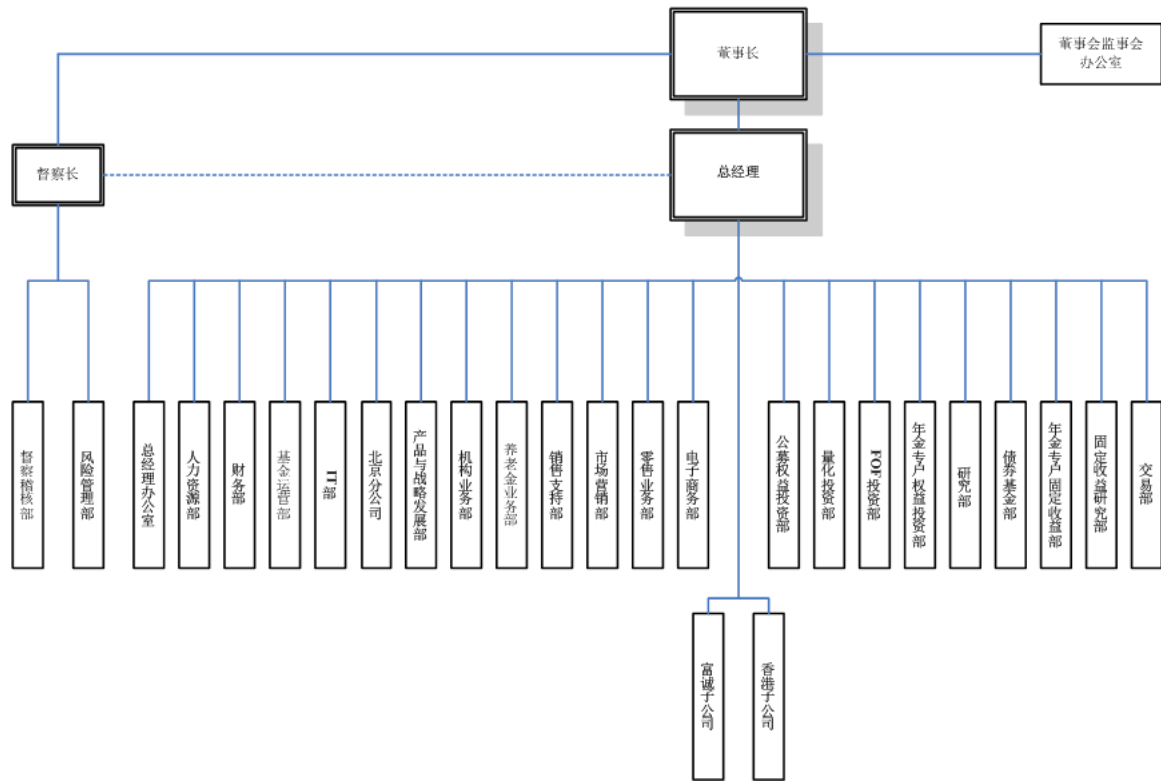 董事长
董事会监事会
办公室
督察长
总经理
督察稽核部
风险管理部
总经理办公室
人力资源部
财务部
基金运营部
IT部
北京分公司
产品与战略发展部
机构业务部
养老金业务部
销售支持部
市场营销部
零售业务部
电子商务部
公募权益投资部
量化投资部
FOF投资部
年金专户权益投资部
研究部
债券基金部
年金专户固定收益部
固定收益研究部
交易部
富诚子公司
香港子公司